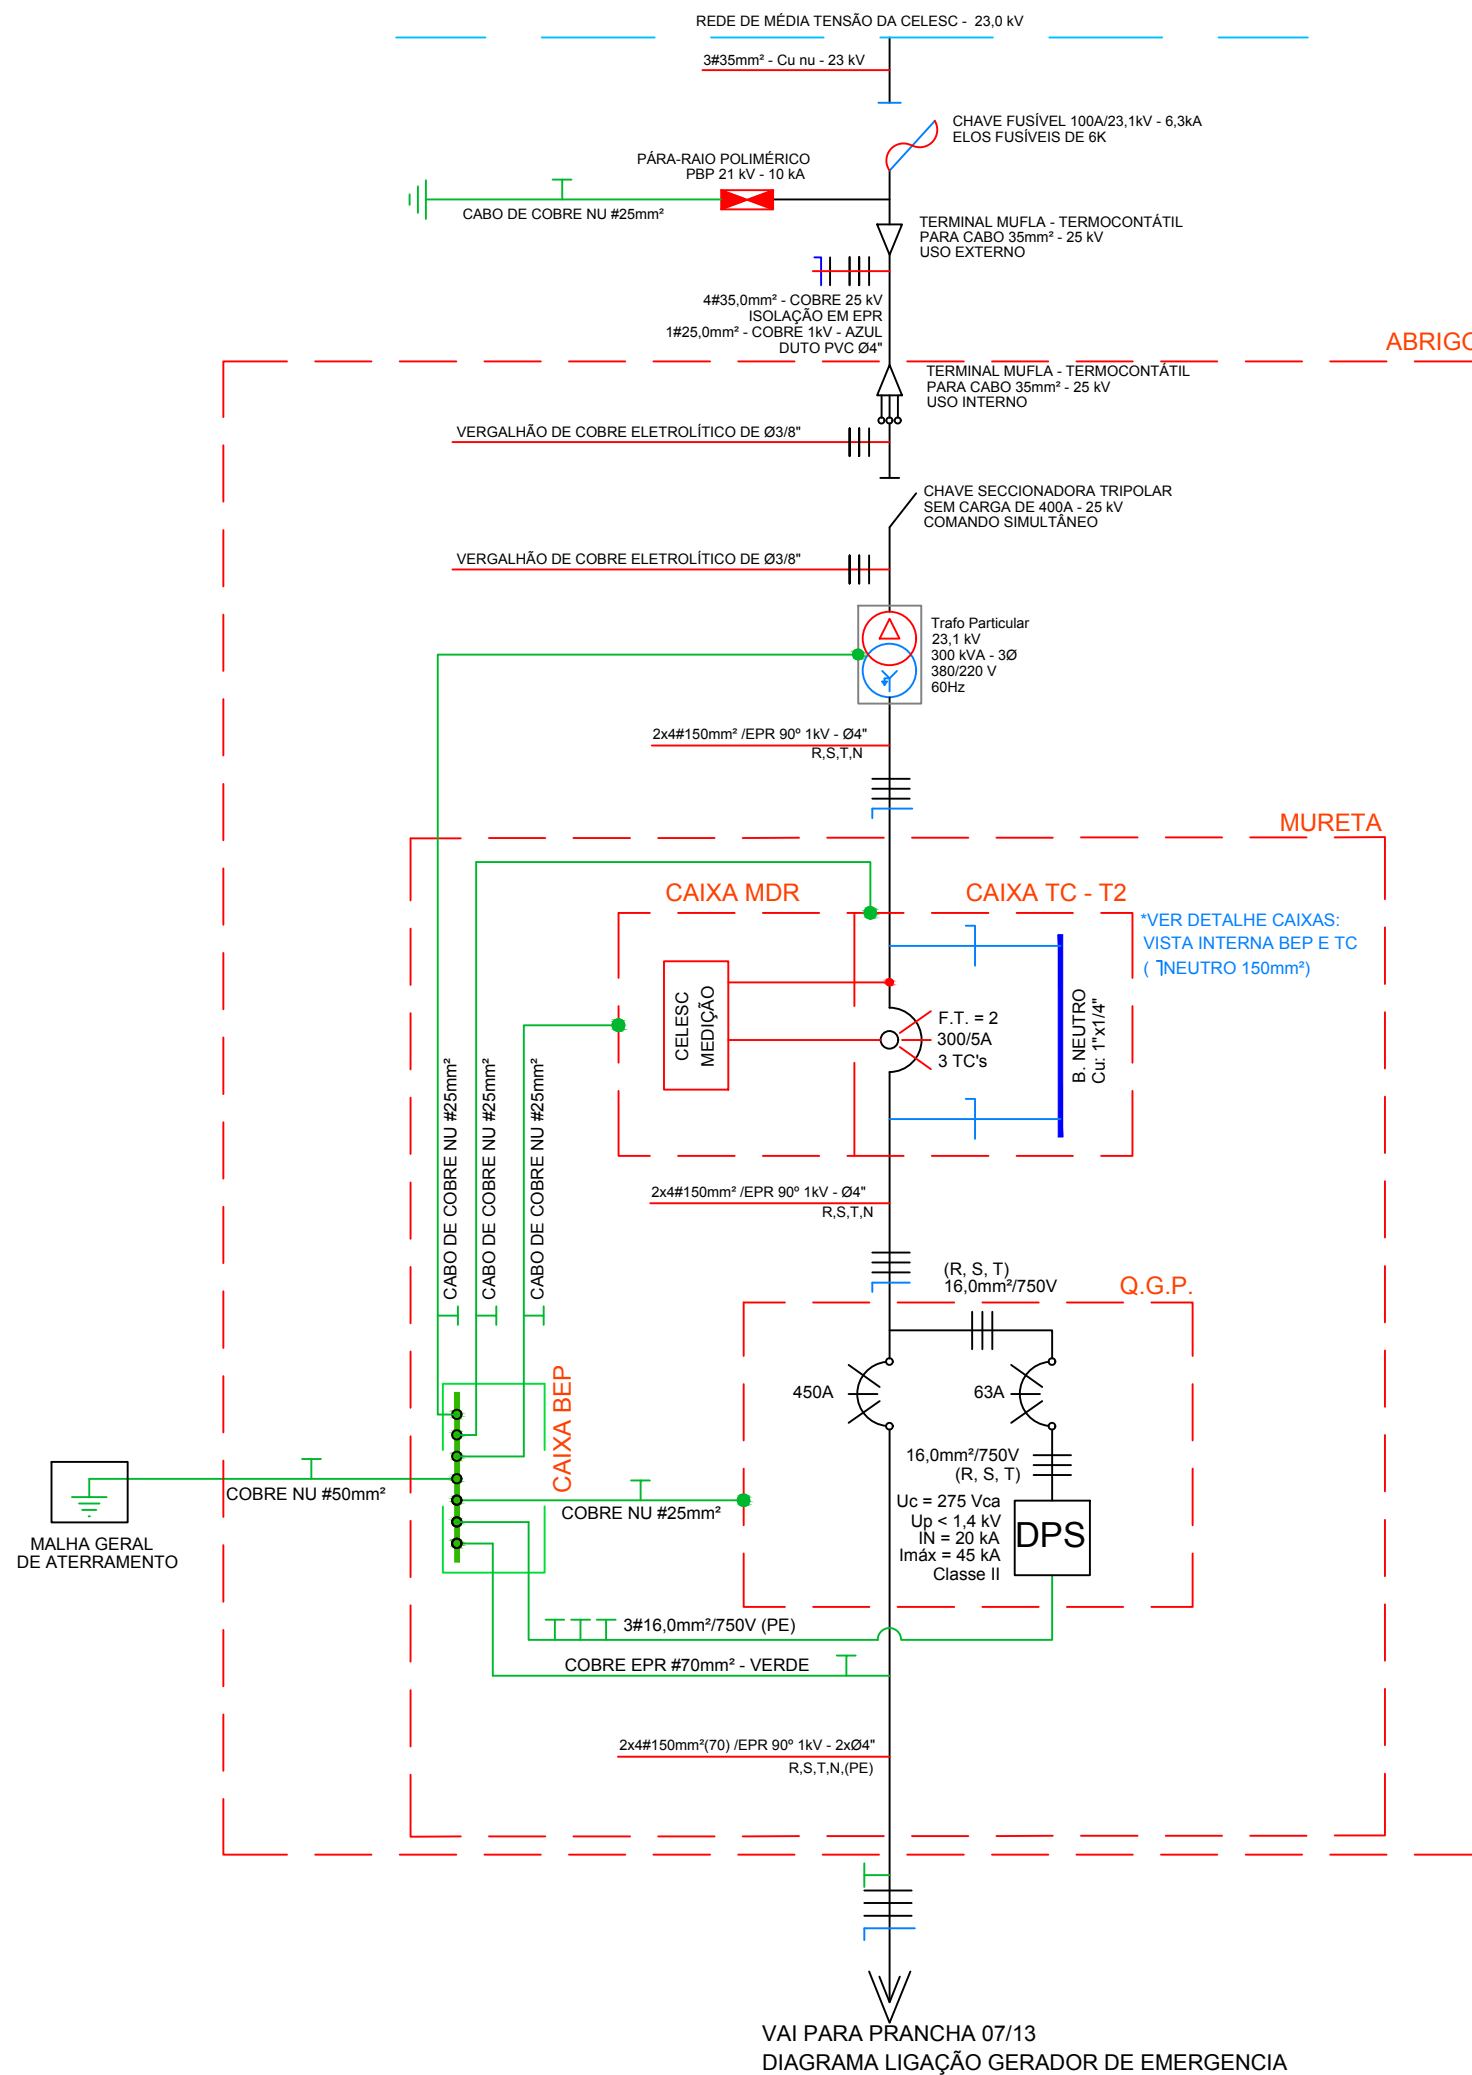 REDE DE MÉDIA TENSÃO DA CELESC - 23,0 kV
3#35mm² - Cu nu - 23 kV
CHAVE FUSÍVEL 100A/23,1kV - 6,3kA
ELOS FUSÍVEIS DE 6K
PÁRA-RAIO POLIMÉRICO
PBP 21 kV - 10 kA
CABO DE COBRE NU #25mm²
TERMINAL MUFLA - TERMOCONTÁTIL
PARA CABO 35mm² - 25 kV
USO EXTERNO
4#35,0mm² - COBRE 25 kV
ISOLAÇÃO EM EPR
1#25,0mm² - COBRE 1kV - AZUL
DUTO PVC Ø4"
ABRIGO
TERMINAL MUFLA - TERMOCONTÁTIL
PARA CABO 35mm² - 25 kV
USO INTERNO
VERGALHÃO DE COBRE ELETROLÍTICO DE Ø3/8"
CHAVE SECCIONADORA TRIPOLAR
SEM CARGA DE 400A - 25 kV
COMANDO SIMULTÂNEO
VERGALHÃO DE COBRE ELETROLÍTICO DE Ø3/8"
Trafo Particular
23,1 kV
300 kVA - 3Ø
380/220 V
60Hz
2x4#150mm² /EPR 90º 1kV - Ø4"
R,S,T,N
MURETA
CAIXA MDR
CAIXA TC - T2
*VER DETALHE CAIXAS:
VISTA INTERNA BEP E TC
( NEUTRO 150mm²)
CELESC
MEDIÇÃO
F.T. = 2
300/5A
3 TC's
B. NEUTRO
Cu: 1"x1/4"
CABO DE COBRE NU #25mm²
CABO DE COBRE NU #25mm²
CABO DE COBRE NU #25mm²
2x4#150mm² /EPR 90º 1kV - Ø4"
R,S,T,N
(R, S, T)
16,0mm²/750V
Q.G.P.
450A
63A
CAIXA BEP
16,0mm²/750V
(R, S, T)
COBRE NU #50mm²
COBRE NU #25mm²
Uc = 275 Vca
Up < 1,4 kV
IN = 20 kA
Imáx = 45 kA
Classe II
DPS
MALHA GERAL
DE ATERRAMENTO
3#16,0mm²/750V (PE)
COBRE EPR #70mm² - VERDE
2x4#150mm²(70) /EPR 90º 1kV - 2xØ4"
R,S,T,N,(PE)
VAI PARA PRANCHA 07/13
DIAGRAMA LIGAÇÃO GERADOR DE EMERGENCIA